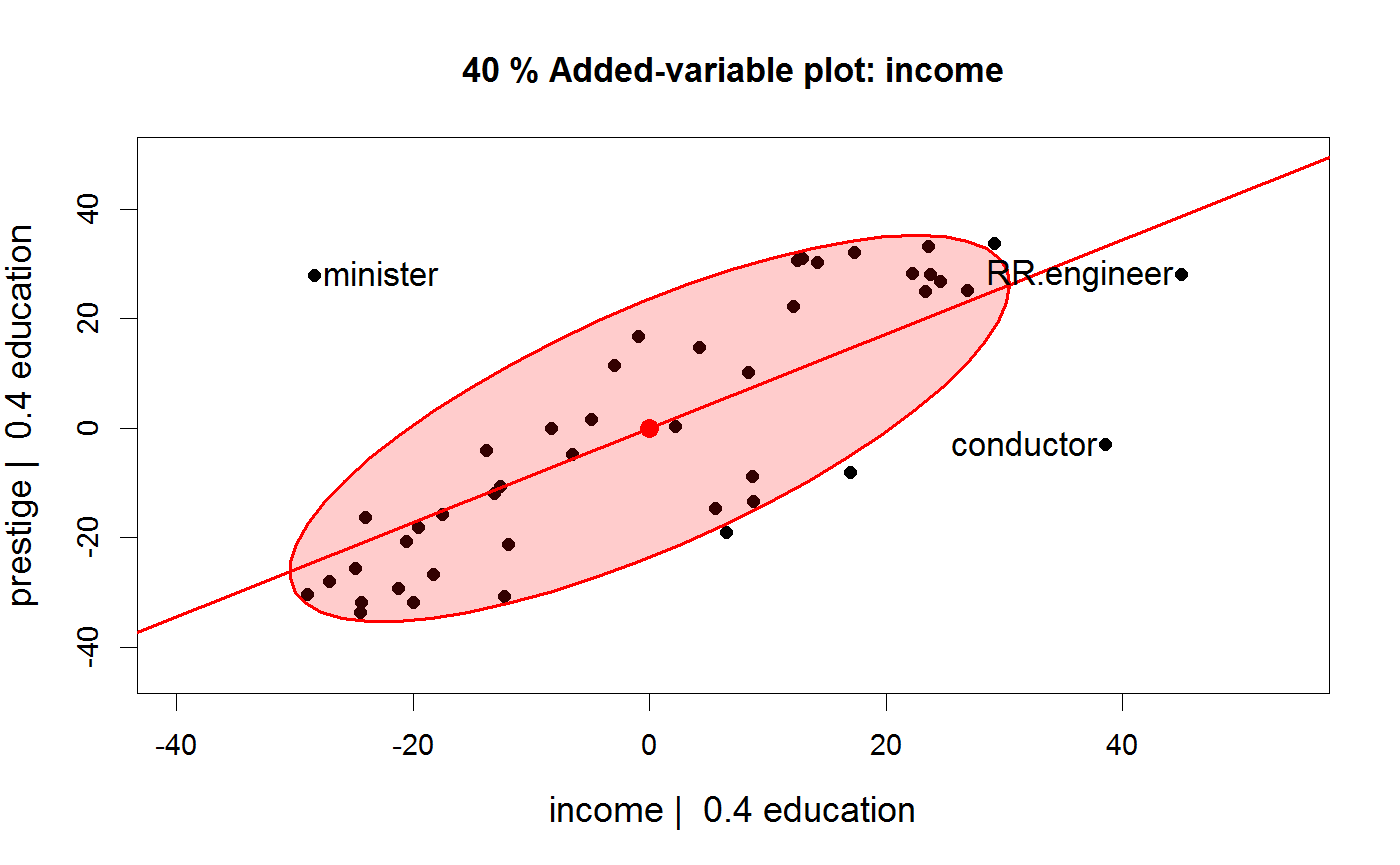 40 % Added-variable plot: income
prestige |  0.4 education
40
20
0
-20
-40
minister
RR.engineer
conductor
-40 -20 0 20 40
income |  0.4 education